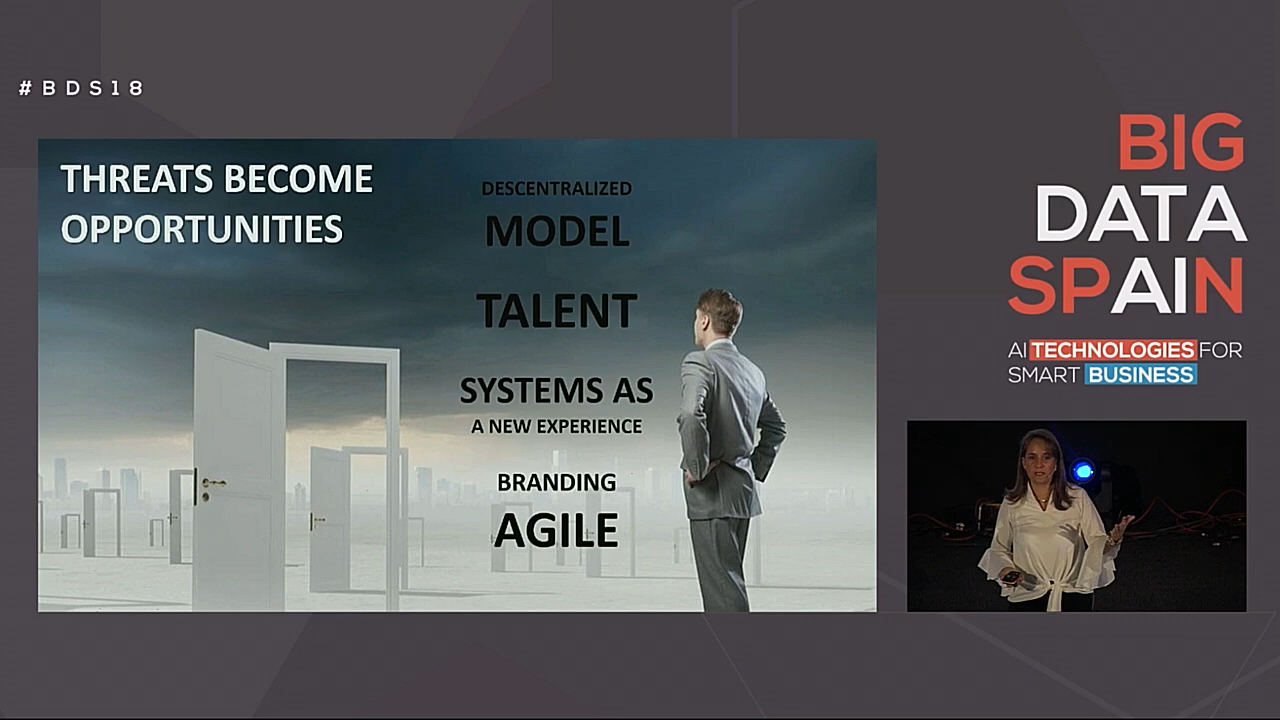 #BDS18
THREATS BECOME
OPPORTUNITIES
DESCENTRALIZED
MODEL
TALENT
SYSTEMS AS
A NEW EXPERIENCE
BRANDING
AGILE
BIG
DATA
SPAIN
AI TECHNOLOGIES FOR
SMART BUSINESS